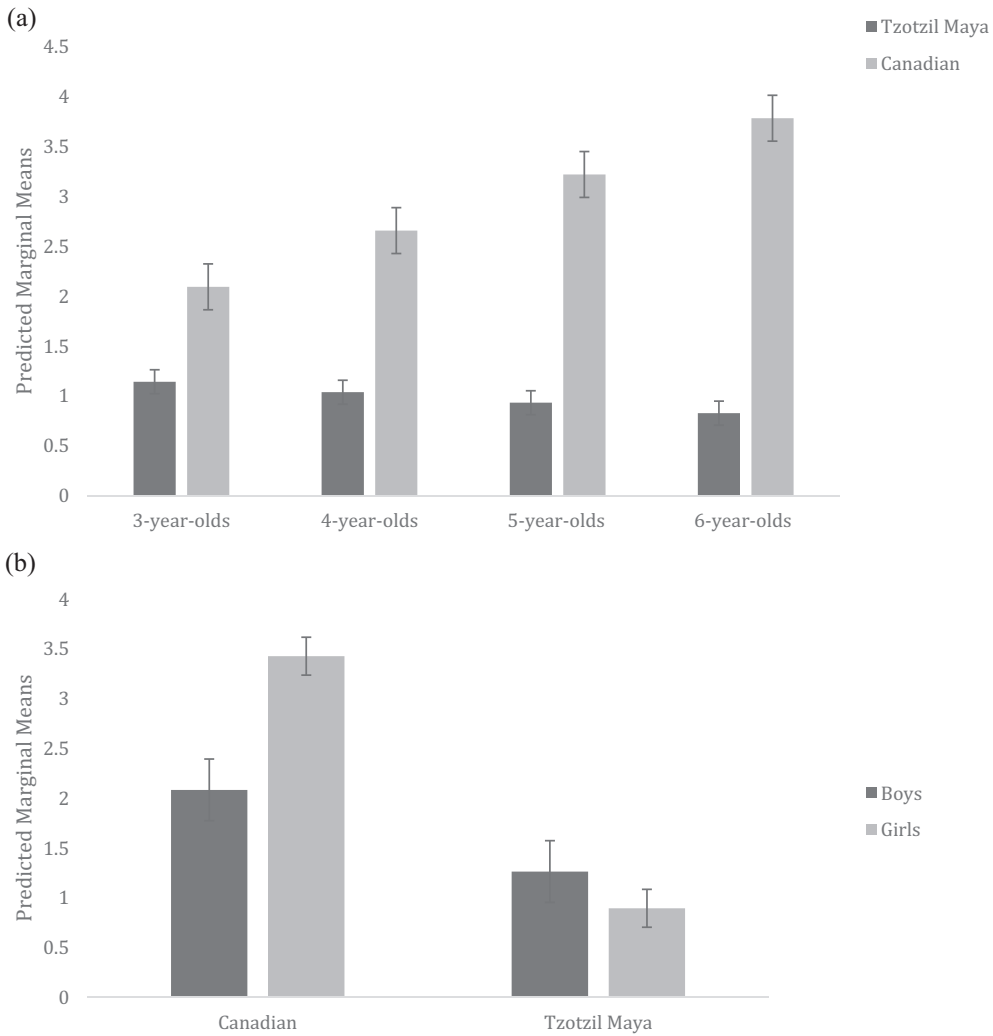 (a)
Tzotzil Maya
Canadian
Predicted Marginal Means
4.5
4
3.5
3
2.5
2
1.5
1
0.5
0
3-year-olds 4-year-olds 5-year-olds 6-year-olds
(b)
Predicted Marginal Means
4
3.5
3
2.5
2
1.5
1
0.5
0
Boys
Girls
Canadian Tzotzil Maya